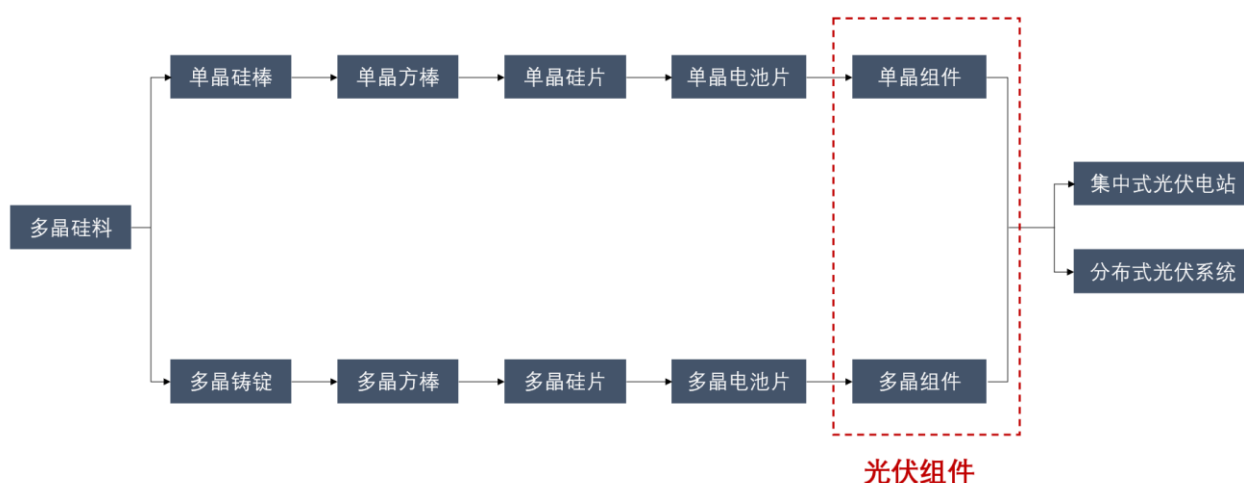 单晶硅棒
单晶方棒
单晶硅片
单晶电池片
单晶组件
多晶硅料
集中式光伏电站
分布式光伏系统
多晶铸锭
多晶方棒
多晶硅片
多晶电池片
多晶组件
光伏组件